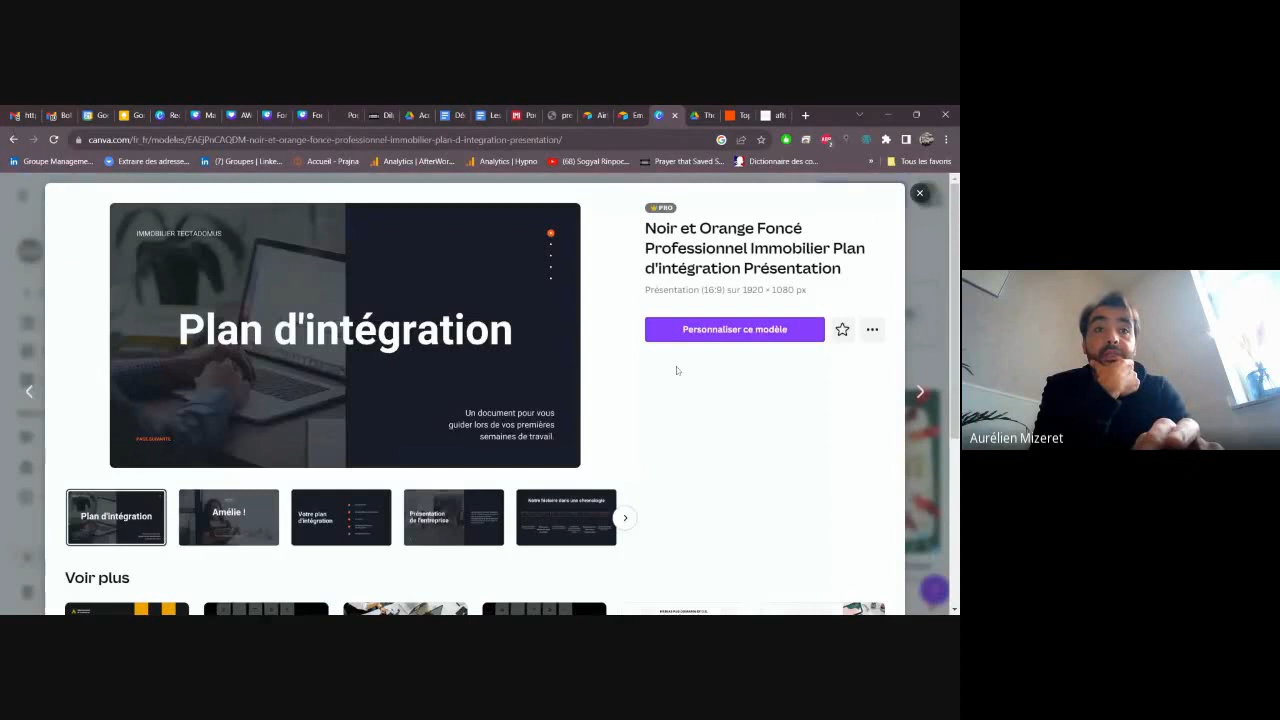 canva.com/fr_fr/modeles/EAEjPnCAQDM-noir-et-orange-fonce-professionnel-immobilier-plan-d-integration-presentation/
Groupe Manageme...
Extraire des adresse...
(7) Groupes | Linke...
Accueil - Prajna
Analytics | AfterWor...
Analytics | Hypno
(68) Sogyal Rinpoc...
Prayer that Saved S...
Dictionnaire des co...
»
Tous les favoris
IMMOBILIER TECTADOMUS
Plan d'intégration
Un document pour vous
guider lors de vos premières
semaines de travail.
PAGE SUIVANTE
PRO
Noir et Orange Foncé
Professionnel Immobilier Plan
d'intégration Présentation
Présentation (16:9) sur 1920 × 1080 px
Personnaliser ce modèle
Plan d'intégration
Amélie !
Votre plan
d'intégration
Présentation
de l'entreprise
Notre histoire dans une chronologie
Voir plus
Aurélien Mizeret